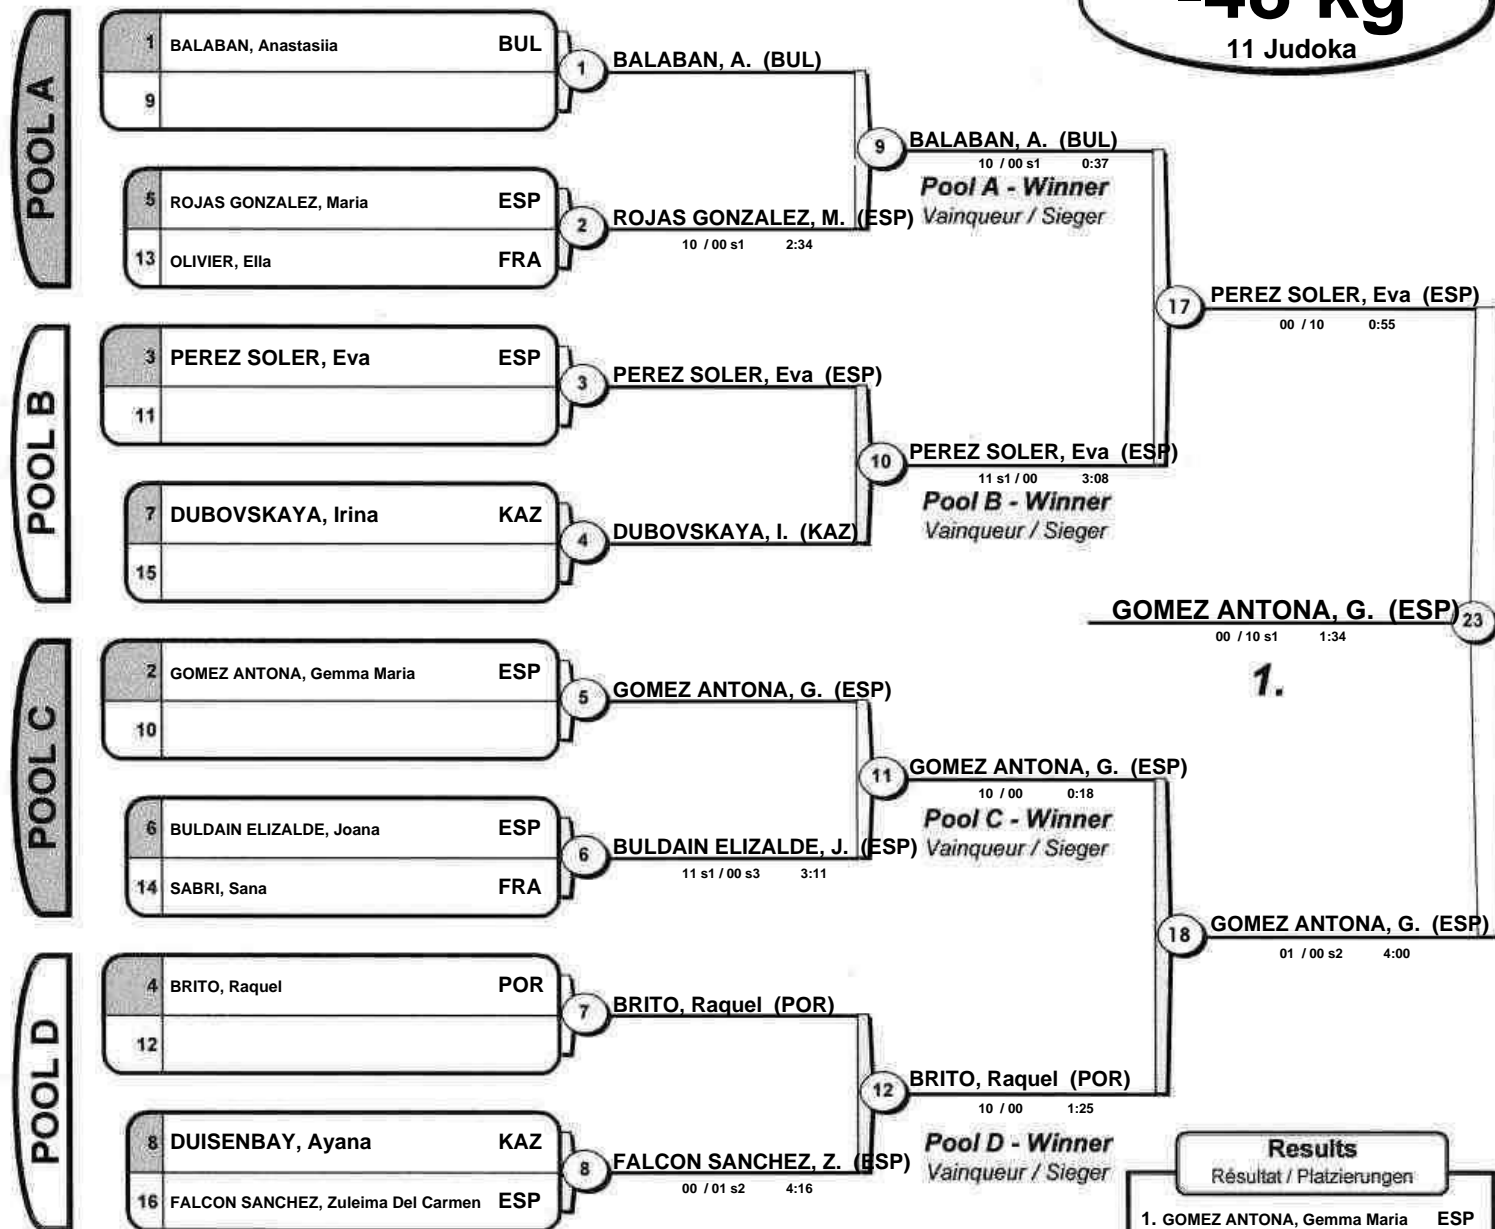 -48 kg
11 Judoka
POOL A
1 BALABAN, Anastasiia BUL
9
1
BALABAN, A. (BUL)
5 ROJAS GONZALEZ, Maria ESP
13 OLIVIER, Ella FRA
2
ROJAS GONZALEZ, M. (ESP)
10 / 00 s1 2:34
9
BALABAN, A. (BUL)
10 / 00 s1 0:37
Pool A - Winner
Vainqueur / Sieger
POOL B
3 PEREZ SOLER, Eva ESP
11
3
PEREZ SOLER, Eva (ESP)
7 DUBOVSKAYA, Irina KAZ
15
4
DUBOVSKAYA, I. (KAZ)
10
PEREZ SOLER, Eva (ESP)
11 s1 / 00 3:08
Pool B - Winner
Vainqueur / Sieger
17
PEREZ SOLER, Eva (ESP)
00 / 10 0:55
GOMEZ ANTONA, G. (ESP)
23
00 / 10 s1 1:34
1.
POOL C
2 GOMEZ ANTONA, Gemma Maria ESP
10
5
GOMEZ ANTONA, G. (ESP)
6 BULDAIN ELIZALDE, Joana ESP
14 SABRI, Sana FRA
6
BULDAIN ELIZALDE, J. (ESP)
11 s1 / 00 s3 3:11
11
GOMEZ ANTONA, G. (ESP)
10 / 00 0:18
Pool C - Winner
Vainqueur / Sieger
POOL D
4 BRITO, Raquel POR
12
7
BRITO, Raquel (POR)
8 DUISENBAY, Ayana KAZ
16 FALCON SANCHEZ, Zuleima Del Carmen ESP
8
FALCON SANCHEZ, Z. (ESP)
00 / 01 s2 4:16
12
BRITO, Raquel (POR)
10 / 00 1:25
Pool D - Winner
Vainqueur / Sieger
18
GOMEZ ANTONA, G. (ESP)
01 / 00 s2 4:00
Results
Résultat / Platzierungen
1. GOMEZ ANTONA, Gemma Maria ESP